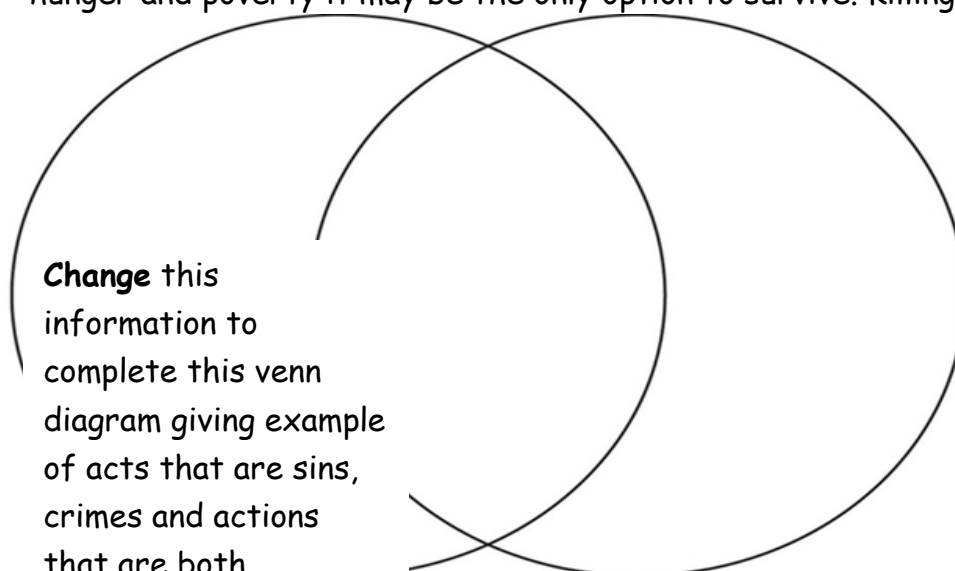 hunger and poverty it may be the only option to survive. Killing
Change this
information to
complete this venn
diagram giving example
of acts that are sins,
crimes and actions
that are both